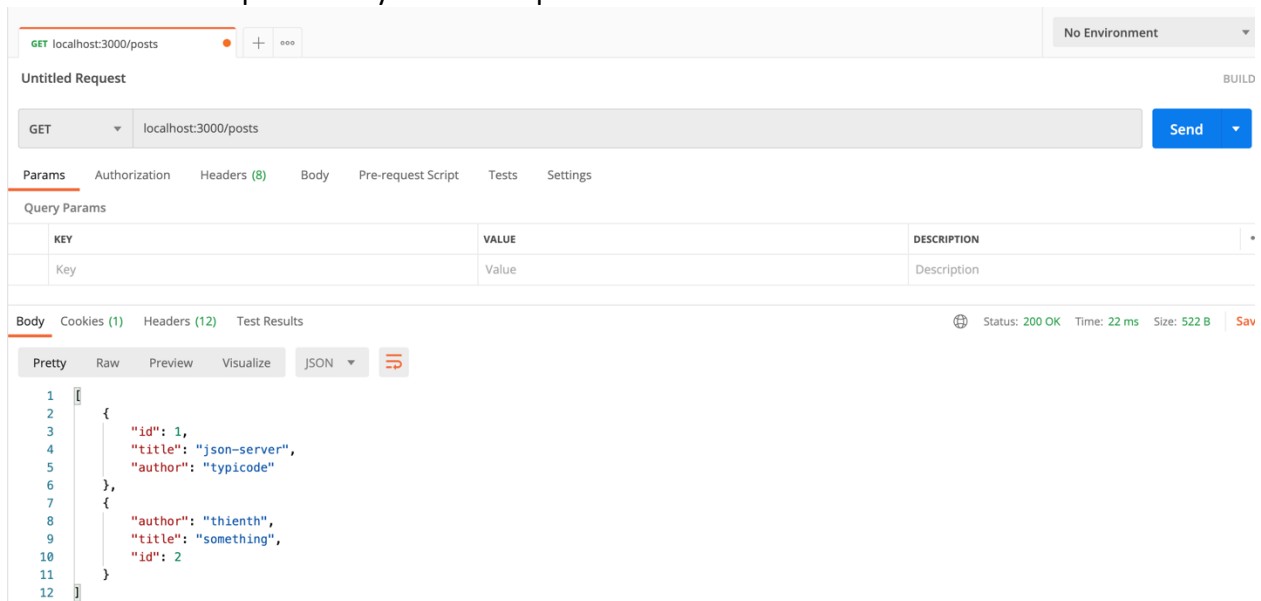 GET localhost:3000/posts
No Environment
Untitled Request
BUILD
GET localhost:3000/posts Send
Params Authorization Headers (8) Body Pre-request Script Tests Settings
Query Params
KEY VALUE DESCRIPTION
Key Value Description
Body Cookies (1) Headers (12) Test Results Status: 200 OK Time: 22 ms Size: 522 B Sav
Pretty Raw Preview Visualize JSON
1 [
2 {
3 "id": 1,
4 "title": "json-server",
5 "author": "typicode"
6 },
7 {
8 "author": "thienth",
9 "title": "something",
10 "id": 2
11 }
12 ]